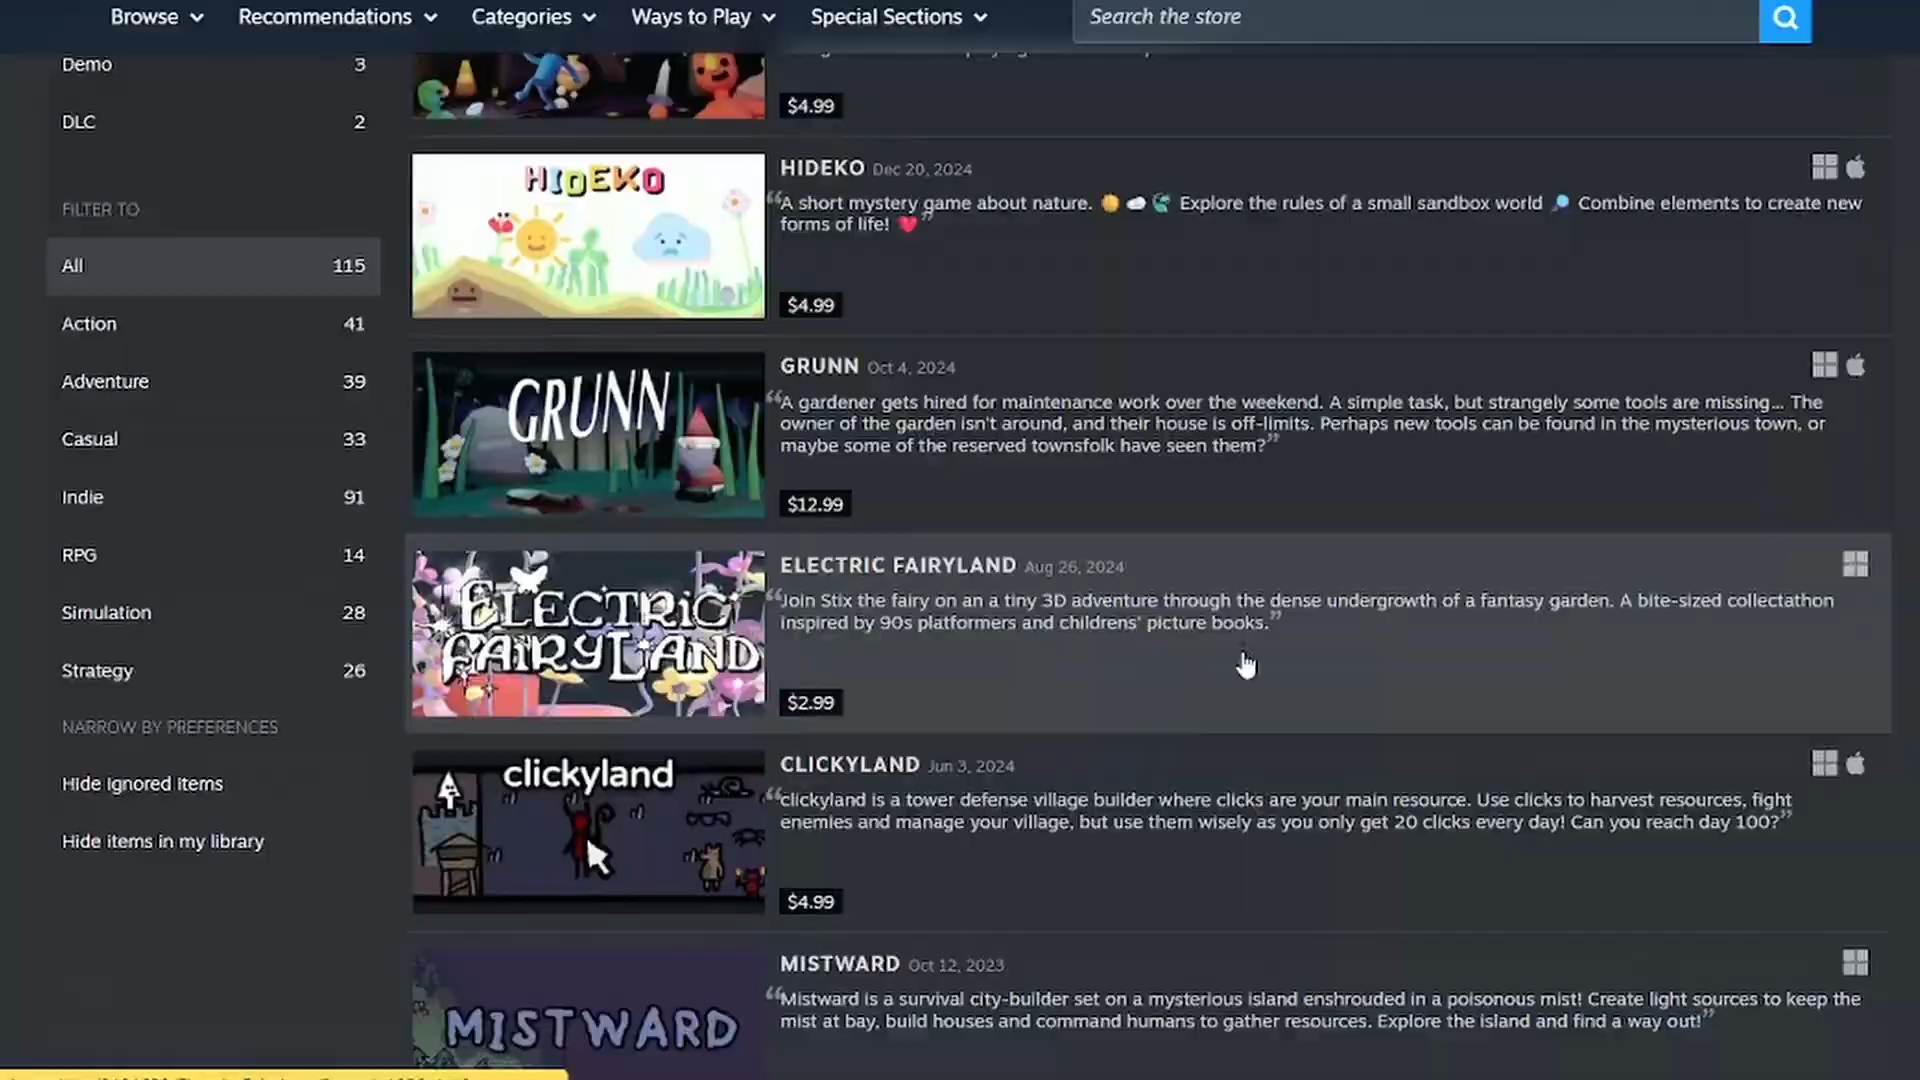 Browse
Recommendations
Categories
Ways to Play
Special Sections
Search the store
Demo 3
DLC 2
FILTER TO
All 115
Action 41
Adventure 39
Casual 33
Indie 91
RPG 14
Simulation 28
Strategy 26
NARROW BY PREFERENCES
Hide ignored items
Hide items in my library
$4.99
HIDEKO
HIDEKO Dec 20, 2024
“A short mystery game about nature. 🌞 ☁️ 🌏 Explore the rules of a small sandbox world 🔎 Combine elements to create new
forms of life! ❤️”
$4.99
GRUNN
GRUNN Oct 4, 2024
“A gardener gets hired for maintenance work over the weekend. A simple task, but strangely some tools are missing... The
owner of the garden isn't around, and their house is off-limits. Perhaps new tools can be found in the mysterious town, or
maybe some of the reserved townsfolk have seen them?”
$12.99
ELECTRIC
FAIRYLAND
ELECTRIC FAIRYLAND Aug 26, 2024
“Join Stix the fairy on an a tiny 3D adventure through the dense undergrowth of a fantasy garden. A bite-sized collectathon
inspired by 90s platformers and childrens' picture books.”
$2.99
clickyland
CLICKYLAND Jun 3, 2024
“clickyland is a tower defense village builder where clicks are your main resource. Use clicks to harvest resources, fight
enemies and manage your village, but use them wisely as you only get 20 clicks every day! Can you reach day 100?”
$4.99
MISTWARD
MISTWARD Oct 12, 2023
“Mistward is a survival city-builder set on a mysterious island enshrouded in a poisonous mist! Create light sources to keep the
mist at bay, build houses and command humans to gather resources. Explore the island and find a way out!”